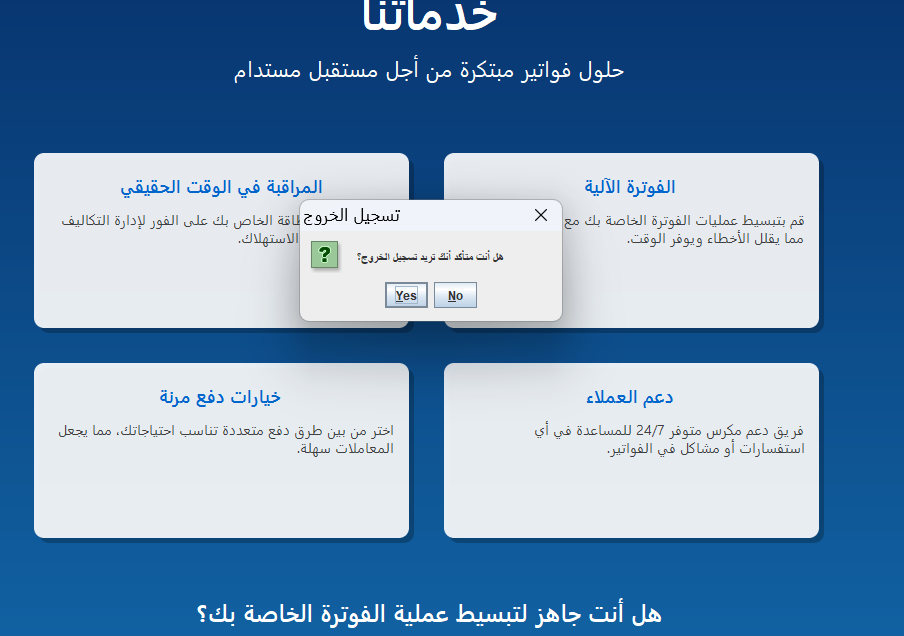 خدماتنا
حلول فواتير مبتكرة من أجل مستقبل مستدام
الفوترة الآلية
قم بتبسيط عمليات الفوترة الخاصة بك مع
مما يقلل الأخطاء ويوفر الوقت.
المراقبة في الوقت الحقيقي
الخاص بك على الفور لإدارة التكاليف
الاستهلاك.
تسجيل الخروج
هل أنت متأكد أنك تريد تسجيل الخروج؟
Yes
No
دعم العملاء
فريق دعم مكرس متوفر 24/7 للمساعدة في أي
استفسارات أو مشاكل في الفواتير.
خيارات دفع مرنة
اختر من بين طرق دفع متعددة تناسب احتياجاتك، مما يجعل
المعاملات سهلة.
هل أنت جاهز لتبسيط عملية الفوترة الخاصة بك؟